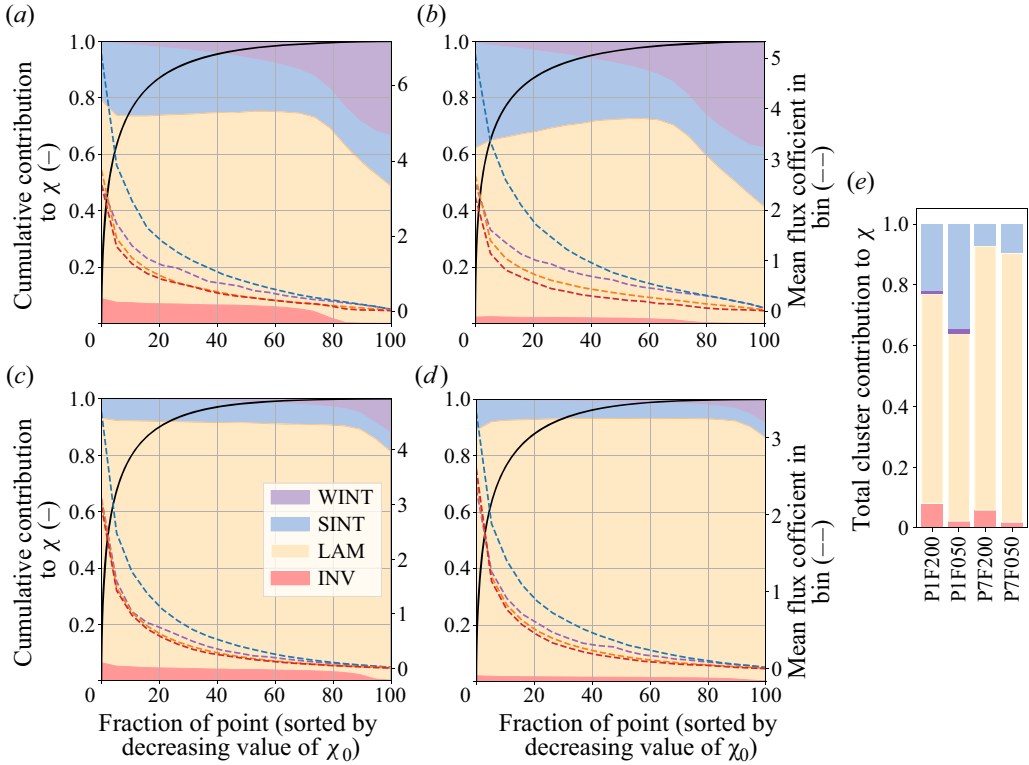 (a)
(b)
1.0
0.8
0.6
0.4
0.2
0
20
40
60
80
100
6
4
2
0
Cumulative contribution
to χ (–)
1.0
0.8
0.6
0.4
0.2
0
20
40
60
80
100
5
4
3
2
1
0
Mean flux cofficient in
bin (––)
(c)
(d)
1.0
0.8
0.6
0.4
0.2
0
20
40
60
80
100
4
3
2
1
0
Cumulative contribution
to χ (–)
WINT
SINT
LAM
INV
Fraction of point (sorted by
decreasing value of χ0)
1.0
0.8
0.6
0.4
0.2
0
20
40
60
80
100
3
2
1
0
Mean flux cofficient in
bin (––)
Fraction of point (sorted by
decreasing value of χ0)
(e)
Total cluster contribution to χ
1.0
0.8
0.6
0.4
0.2
0
P1F200
P1F050
P7F200
P7F050